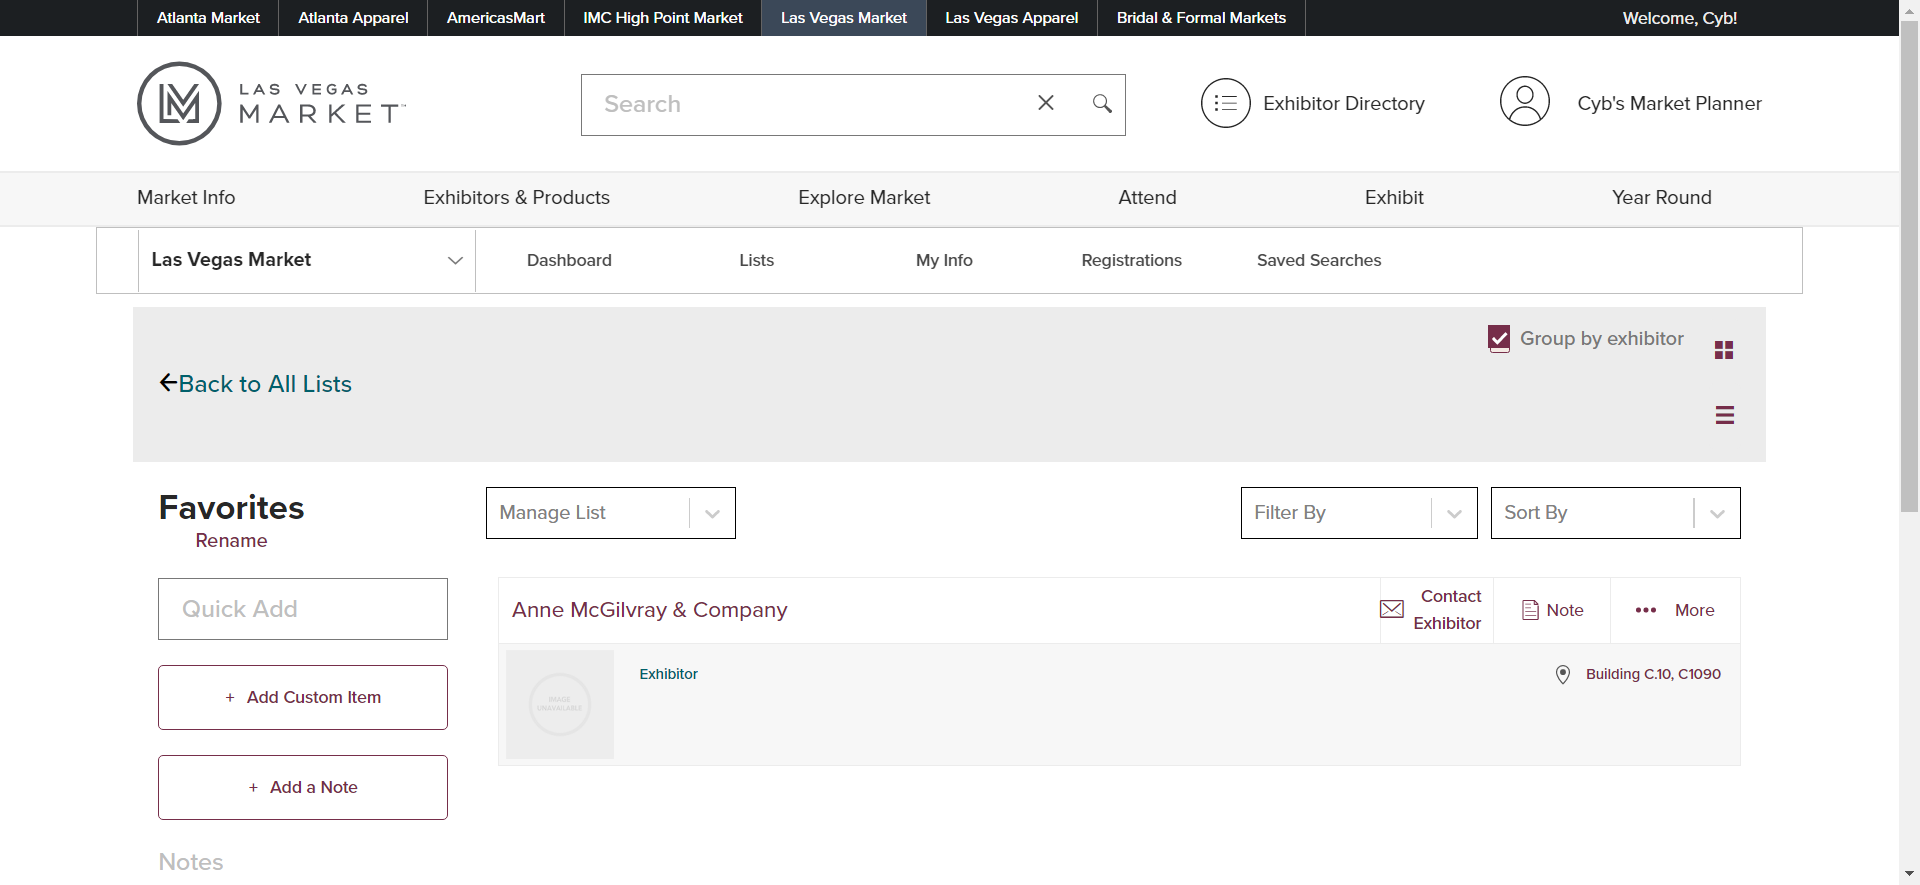 Atlanta Market
Atlanta Apparel
AmericasMart
IMC High Point Market
Las Vegas Market
Las Vegas Apparel
Bridal & Formal Markets
Welcome, Cyb!
LAS VEGAS
MARKET™
Search
Exhibitor Directory
Cyb's Market Planner
Market Info
Exhibitors & Products
Explore Market
Attend
Exhibit
Year Round
Las Vegas Market
Dashboard
Lists
My Info
Registrations
Saved Searches
Group by exhibitor
Back to All Lists
Favorites
Rename
Manage List
Filter By
Sort By
Quick Add
+ Add Custom Item
+ Add a Note
Notes
Anne McGilvray & Company
Contact
Exhibitor
Note
More
IMAGE
UNAVAILABLE
Exhibitor
Building C.10, C1090